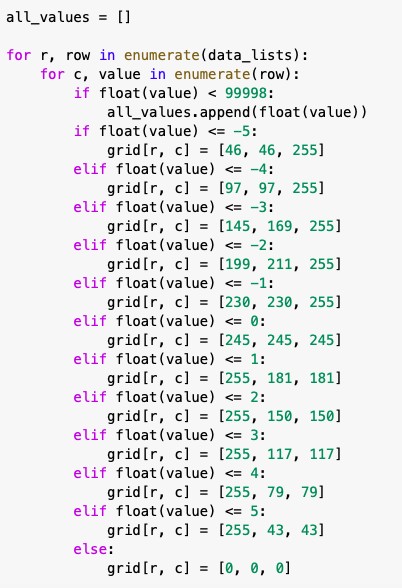 all_values = []

for r, row in enumerate(data_lists):
    for c, value in enumerate(row):
        if float(value) < 99998:
            all_values.append(float(value))
        if float(value) <= -5:
            grid[r, c] = [46, 46, 255]
        elif float(value) <= -4:
            grid[r, c] = [97, 97, 255]
        elif float(value) <= -3:
            grid[r, c] = [145, 169, 255]
        elif float(value) <= -2:
            grid[r, c] = [199, 211, 255]
        elif float(value) <= -1:
            grid[r, c] = [230, 230, 255]
        elif float(value) <= 0:
            grid[r, c] = [245, 245, 245]
        elif float(value) <= 1:
            grid[r, c] = [255, 181, 181]
        elif float(value) <= 2:
            grid[r, c] = [255, 150, 150]
        elif float(value) <= 3:
            grid[r, c] = [255, 117, 117]
        elif float(value) <= 4:
            grid[r, c] = [255, 79, 79]
        elif float(value) <= 5:
            grid[r, c] = [255, 43, 43]
        else:
            grid[r, c] = [0, 0, 0]